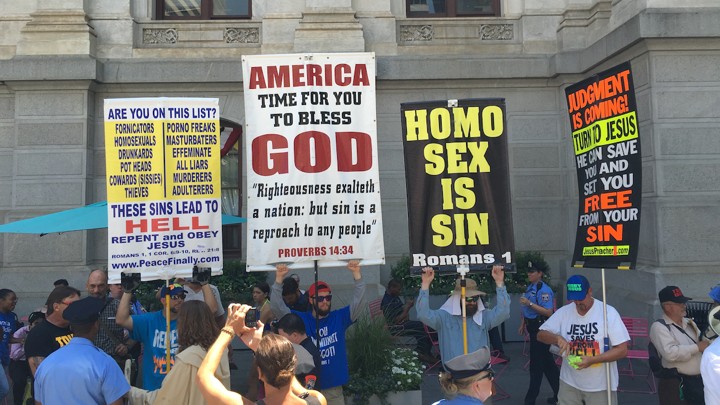 ARE YOU ON THIS LIST?
FORNICATORS
HOMOSEXUALS
DRUNKARDS
POT HEADS
COWARDS (SISSIES)
THIEVES
PORNO FREAKS
MASTURBATERS
EFFEMINATE
ALL LIARS
MURDERERS
ADULTERERS
THESE SINS LEAD TO
HELL
REPENT and OBEY
JESUS
www.PeaceFinally.com
AMERICA
TIME FOR YOU
TO BLESS
GOD
"Righteousness exalteth
a nation: but sin is a
reproach to any people"
PROVERBS 14:34
HOMO
SEX
IS
SIN
Romans 1
JUDGMENT
IS COMING!
TURN TO JESUS
HE CAN SAVE
YOU AND
SET YOU
FREE
FROM YOUR
SIN
JESUS
SAVES
FROM
HELL